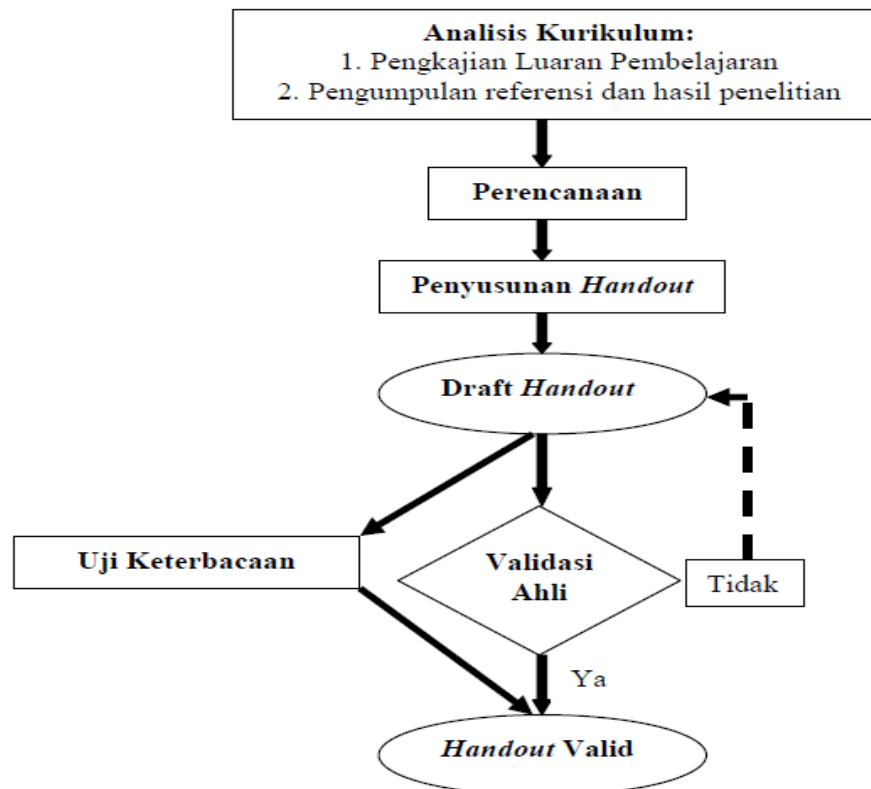 Analisis Kurikulum:
1. Pengkajian Luaran Pembelajaran
2. Pengumpulan referensi dan hasil penelitian
Perencanaan
Penyusunan Handout
Draft Handout
Uji Keterbacaan
Validasi
Ahli
Tidak
Ya
Handout Valid